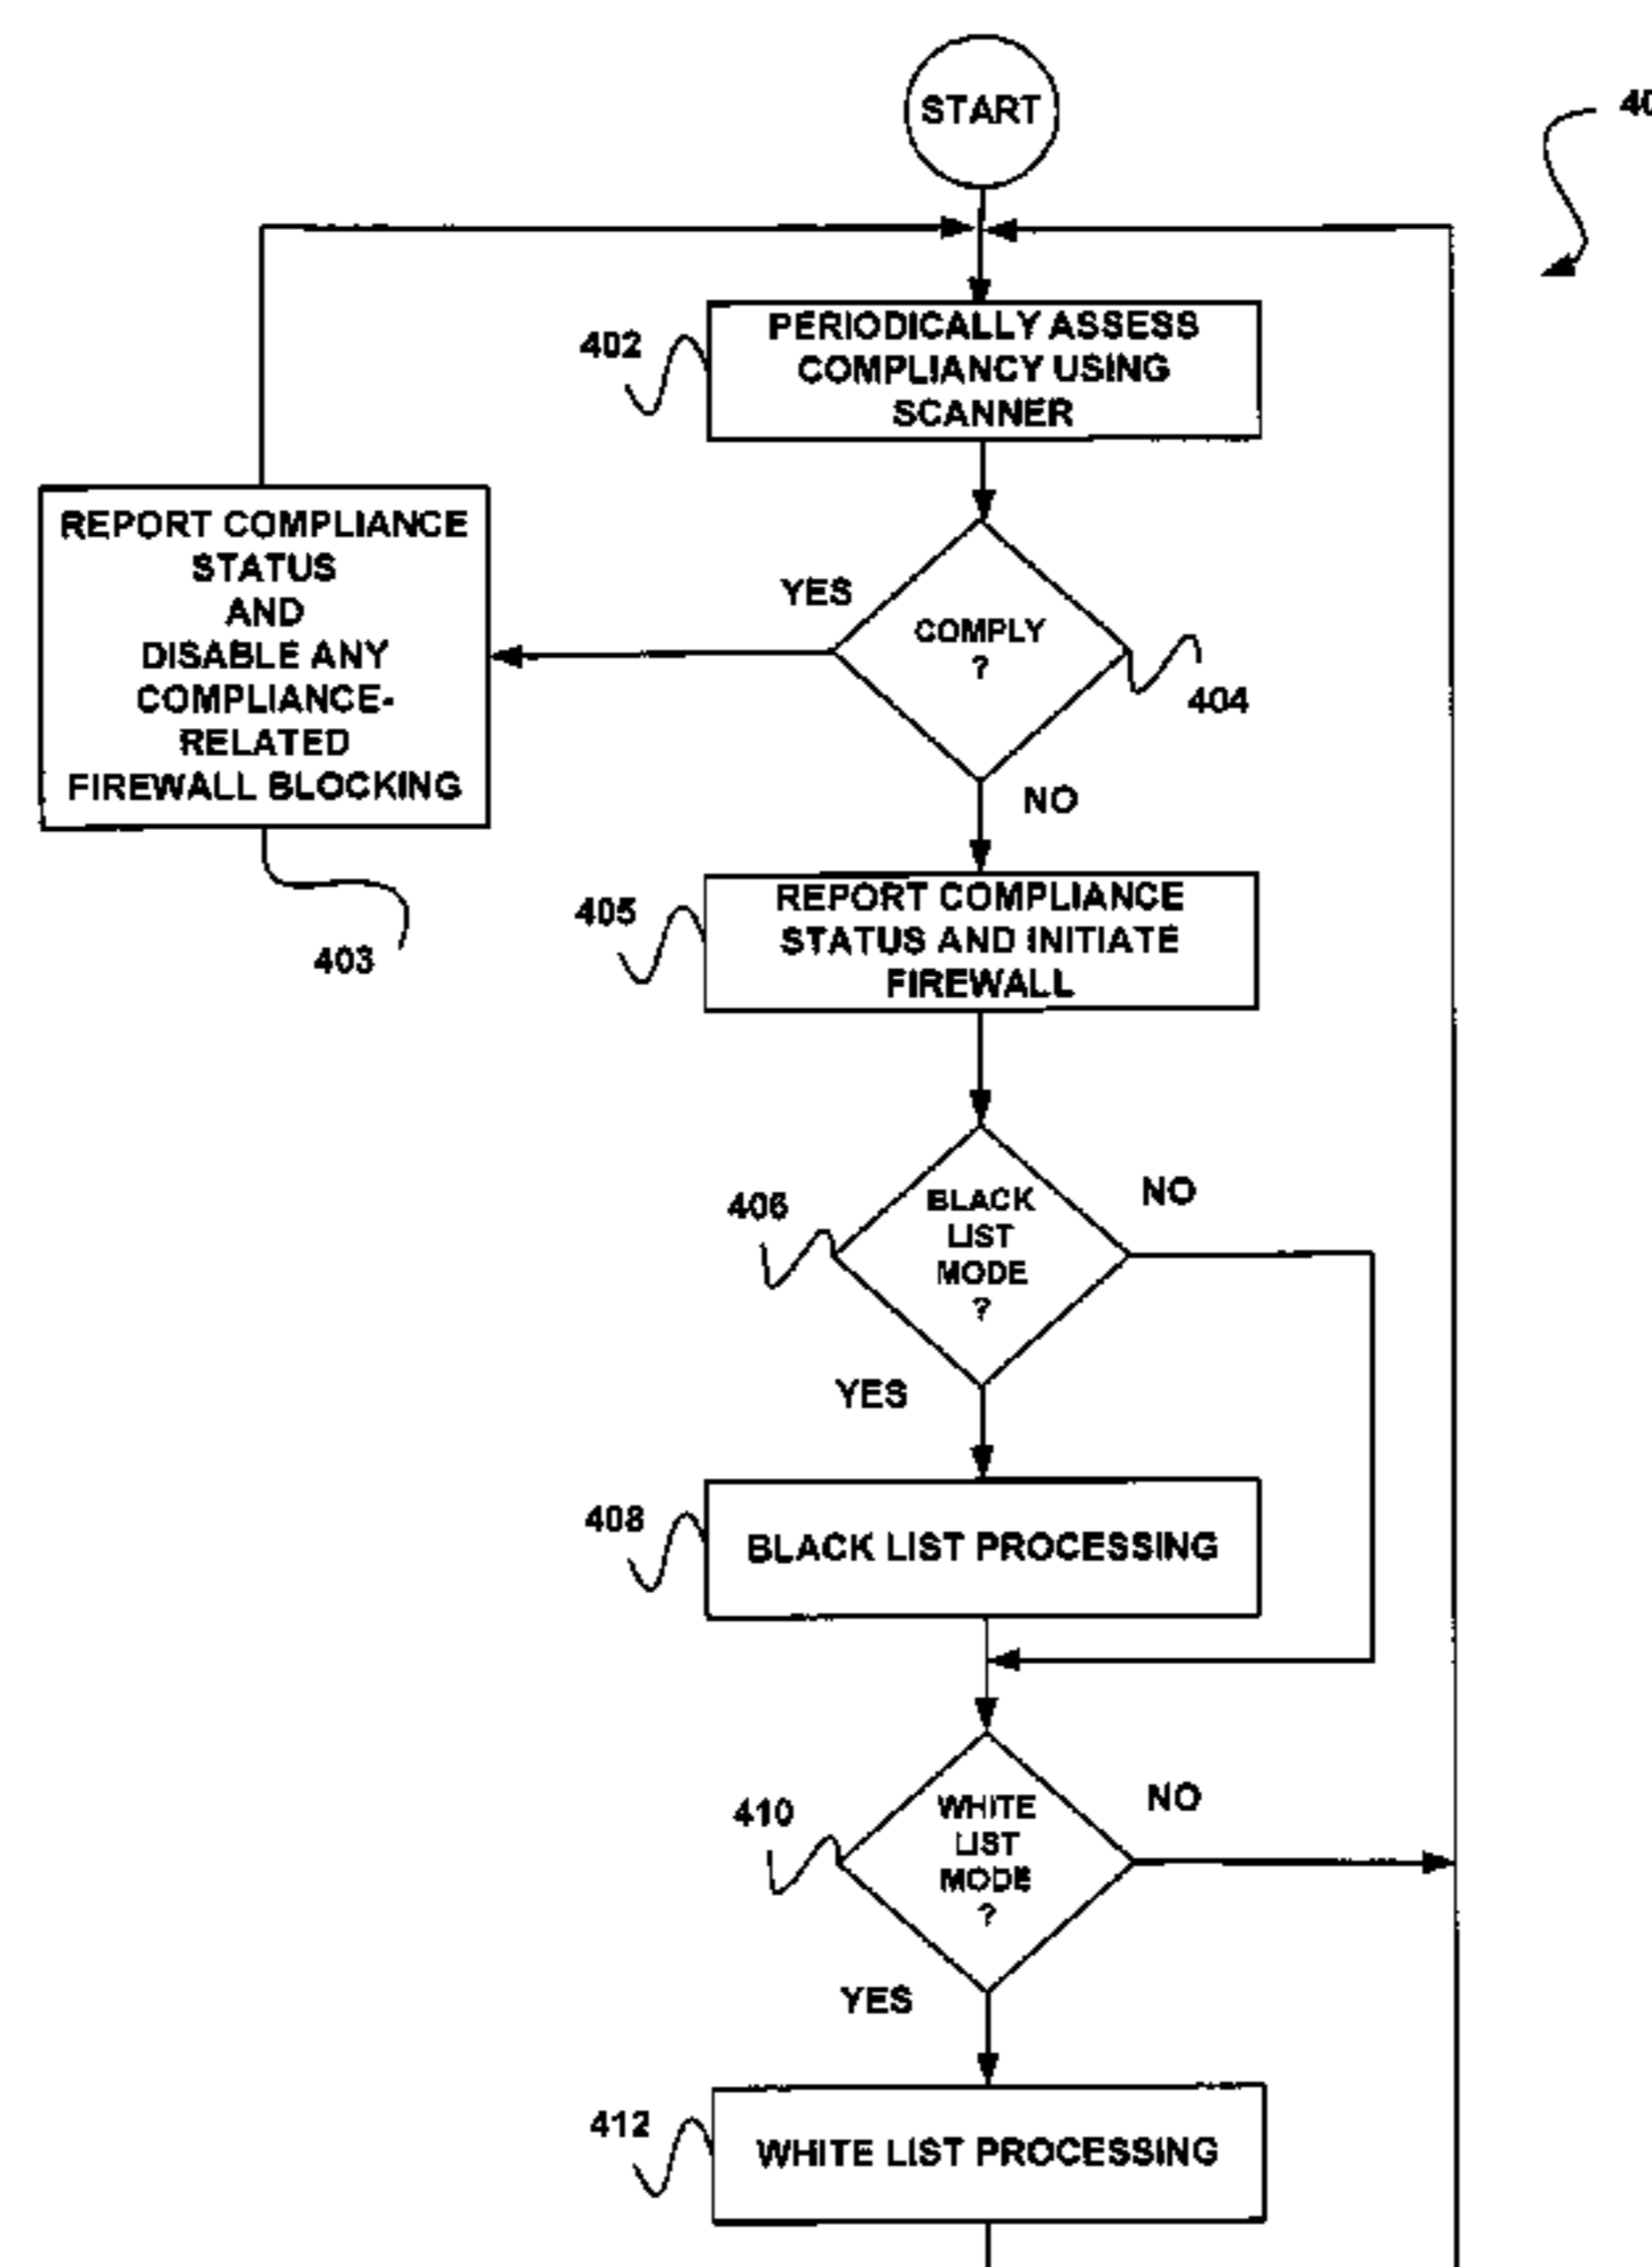 START
40
PERIODICALLY ASSESS
COMPLIANCY USING
SCANNER
402
REPORT COMPLIANCE
STATUS
AND
DISABLE ANY
COMPLIANCE-
RELATED
FIREWALL BLOCKING
403
YES
COMPLY
?
404
NO
405
REPORT COMPLIANCE
STATUS AND INITIATE
FIREWALL
406
BLACK
LIST
MODE
?
NO
YES
408
BLACK LIST PROCESSING
410
WHITE
LIST
MODE
?
NO
YES
412
WHITE LIST PROCESSING